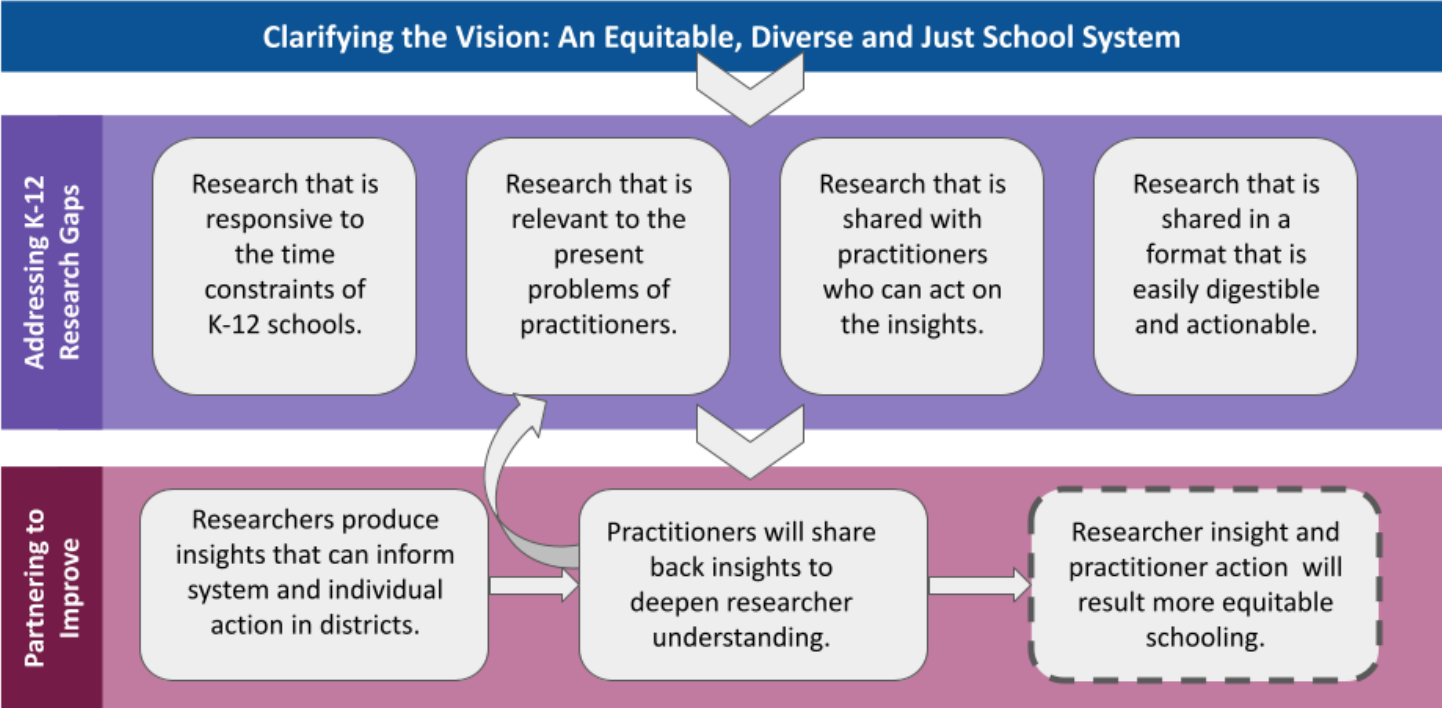 Clarifying the Vision: An Equitable, Diverse and Just School System
Addressing K-12
Research Gaps
Research that is
responsive to
the time
constraints of
K-12 schools.
Research that is
relevant to the
present
problems of
practitioners.
Research that is
shared with
practitioners
who can act on
the insights.
Research that is
shared in a
format that is
easily digestible
and actionable.
Partnering to
Improve
Researchers produce
insights that can inform
system and individual
action in districts.
Practitioners will share
back insights to
deepen researcher
understanding.
Researcher insight and
practitioner action  will
result more equitable
schooling.